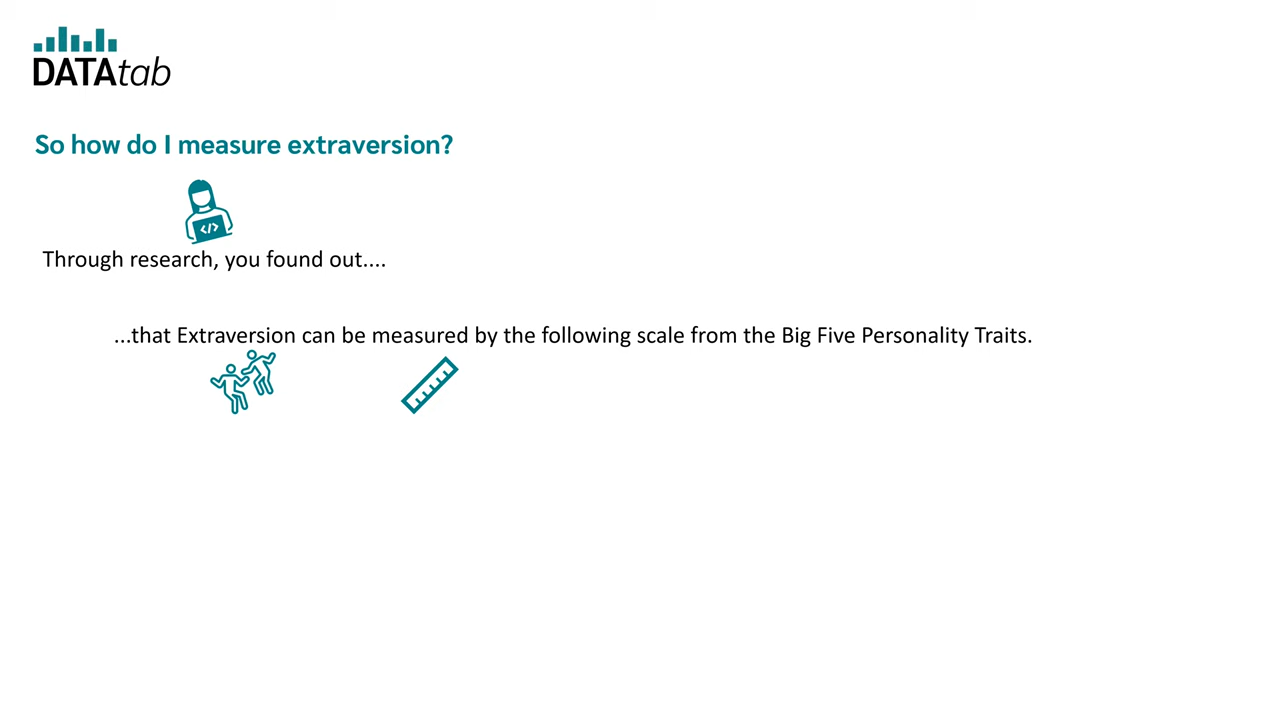 DATAtab
So how do I measure extraversion?
</>
Through research, you found out....
...that Extraversion can be measured by the following scale from the Big Five Personality Traits.